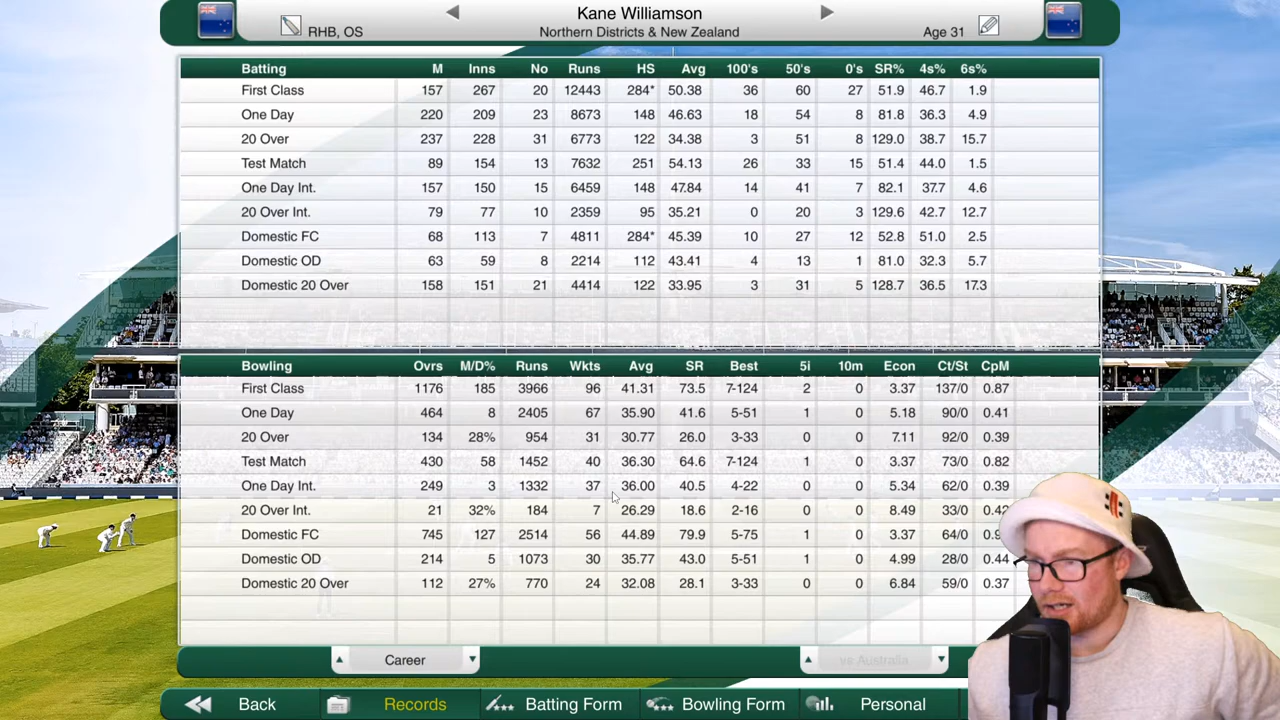 Kane Williamson
RHB, OS Northern Districts & New Zealand Age 31
Batting M Inns No Runs HS Avg 100's 50's 0's SR% 4s% 6s%
First Class 157 267 20 12443 284* 50.38 36 60 27 51.9 46.7 1.9
One Day 220 209 23 8673 148 46.63 18 54 8 81.8 36.3 4.9
20 Over 237 228 31 6773 122 34.38 3 51 8 129.0 38.7 15.7
Test Match 89 154 13 7632 251 54.13 26 33 15 51.4 44.0 1.5
One Day Int. 157 150 15 6459 148 47.84 14 41 7 82.1 37.7 4.6
20 Over Int. 79 77 10 2359 95 35.21 0 20 3 129.6 42.7 12.7
Domestic FC 68 113 7 4811 284* 45.39 10 27 12 52.8 51.0 2.5
Domestic OD 63 59 8 2214 112 43.41 4 13 1 81.0 32.3 5.7
Domestic 20 Over 158 151 21 4414 122 33.95 3 31 5 128.7 36.5 17.3
Bowling Ovrs M/D% Runs Wkts Avg SR Best 5i 10m Econ Ct/St CpM
First Class 1176 185 3966 96 41.31 73.5 7-124 2 0 3.37 137/0 0.87
One Day 464 8 2405 67 35.90 41.6 5-51 1 0 5.18 90/0 0.41
20 Over 134 28% 954 31 30.77 26.0 3-33 0 0 7.11 92/0 0.39
Test Match 430 58 1452 40 36.30 64.6 7-124 1 0 3.37 73/0 0.82
One Day Int. 249 9 1332 37 36.00 40.5 4-22 0 0 5.34 62/0 0.39
20 Over Int. 21 32% 184 7 26.29 18.6 2-16 0 0 8.49 33/0
Domestic FC 745 127 2514 56 44.89 79.9 5-75 1 0 3.37 64/0
Domestic OD 214 5 1073 30 35.77 43.0 5-51 1 0 4.99 28/0 0.44
Domestic 20 Over 112 27% 770 24 32.08 28.1 3-33 0 0 6.84 59/0 0.37
Career vs Australia
Back Records Batting Form Bowling Form Personal